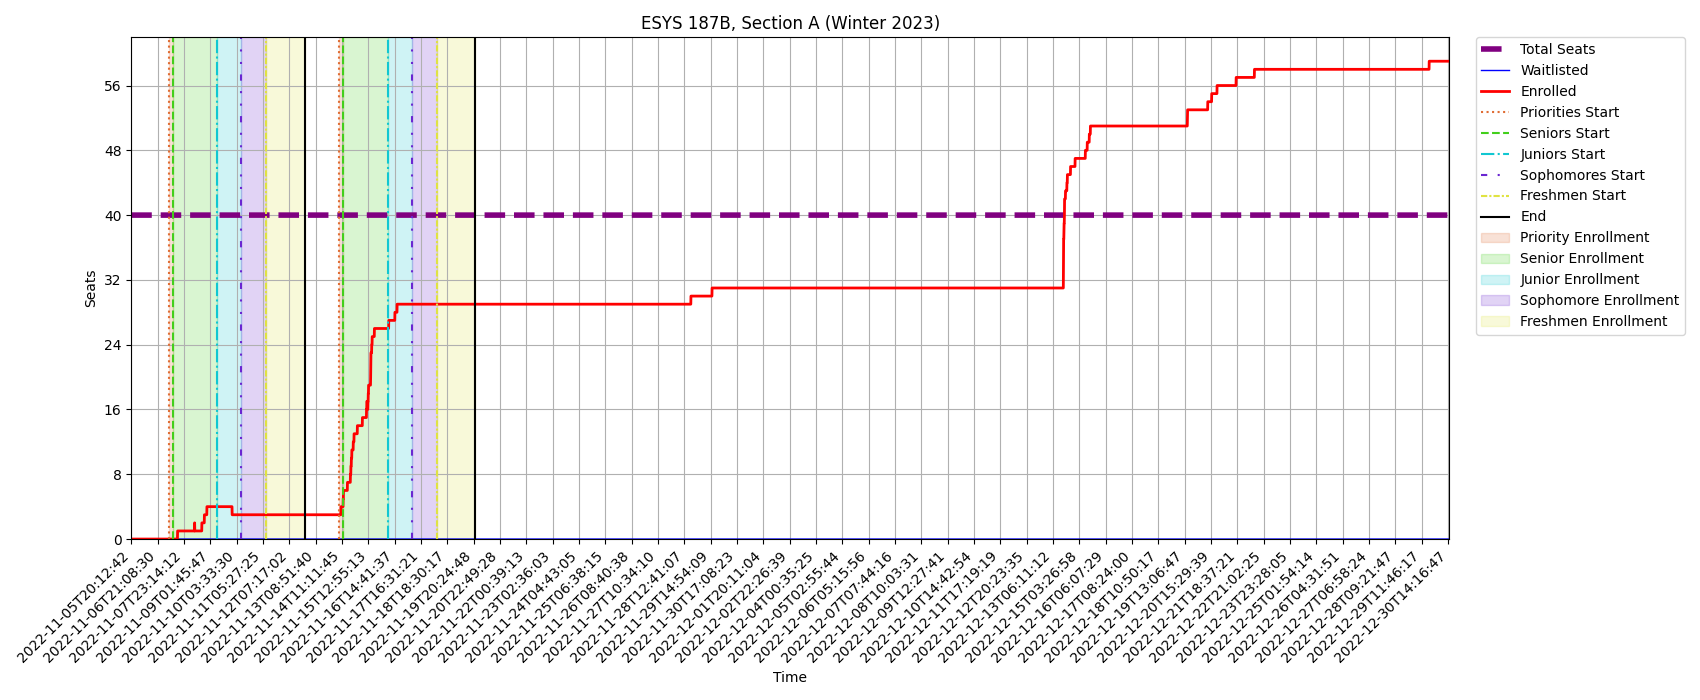 ESYS 187B, Section A (Winter 2023)
Total Seats
Waitlisted
Enrolled
Priorities Start
Seniors Start
Juniors Start
Sophomores Start
Freshmen Start
End
Priority Enrollment
Senior Enrollment
Junior Enrollment
Sophomore Enrollment
Freshmen Enrollment
Seats
56
48
40
32
24
16
8
0
2022-11-05T20:12:42
2022-11-06T21:08:30
2022-11-07T23:14:12
2022-11-09T01:45:47
2022-11-10T03:33:30
2022-11-11T05:27:25
2022-11-12T07:17:02
2022-11-13T08:51:40
2022-11-14T11:11:45
2022-11-15T12:55:13
2022-11-16T14:41:37
2022-11-17T16:31:21
2022-11-18T18:30:17
2022-11-19T20:24:48
2022-11-20T22:49:28
2022-11-22T00:39:13
2022-11-23T02:36:03
2022-11-24T04:43:05
2022-11-25T06:38:15
2022-11-26T08:40:38
2022-11-27T10:34:10
2022-11-28T12:41:07
2022-11-29T14:54:09
2022-11-30T17:08:23
2022-12-01T20:11:04
2022-12-02T22:26:39
2022-12-04T00:35:25
2022-12-05T02:55:44
2022-12-06T05:15:56
2022-12-07T07:44:16
2022-12-08T10:03:31
2022-12-09T12:27:41
2022-12-10T14:42:54
2022-12-11T17:19:19
2022-12-12T20:23:35
2022-12-13T06:11:12
2022-12-15T03:26:58
2022-12-16T06:07:29
2022-12-17T08:24:00
2022-12-18T10:50:17
2022-12-19T13:06:47
2022-12-20T15:29:39
2022-12-21T18:37:21
2022-12-22T21:02:25
2022-12-23T23:28:05
2022-12-25T01:54:14
2022-12-26T04:31:51
2022-12-27T06:58:24
2022-12-28T09:21:47
2022-12-29T11:46:17
2022-12-30T14:16:47
Time